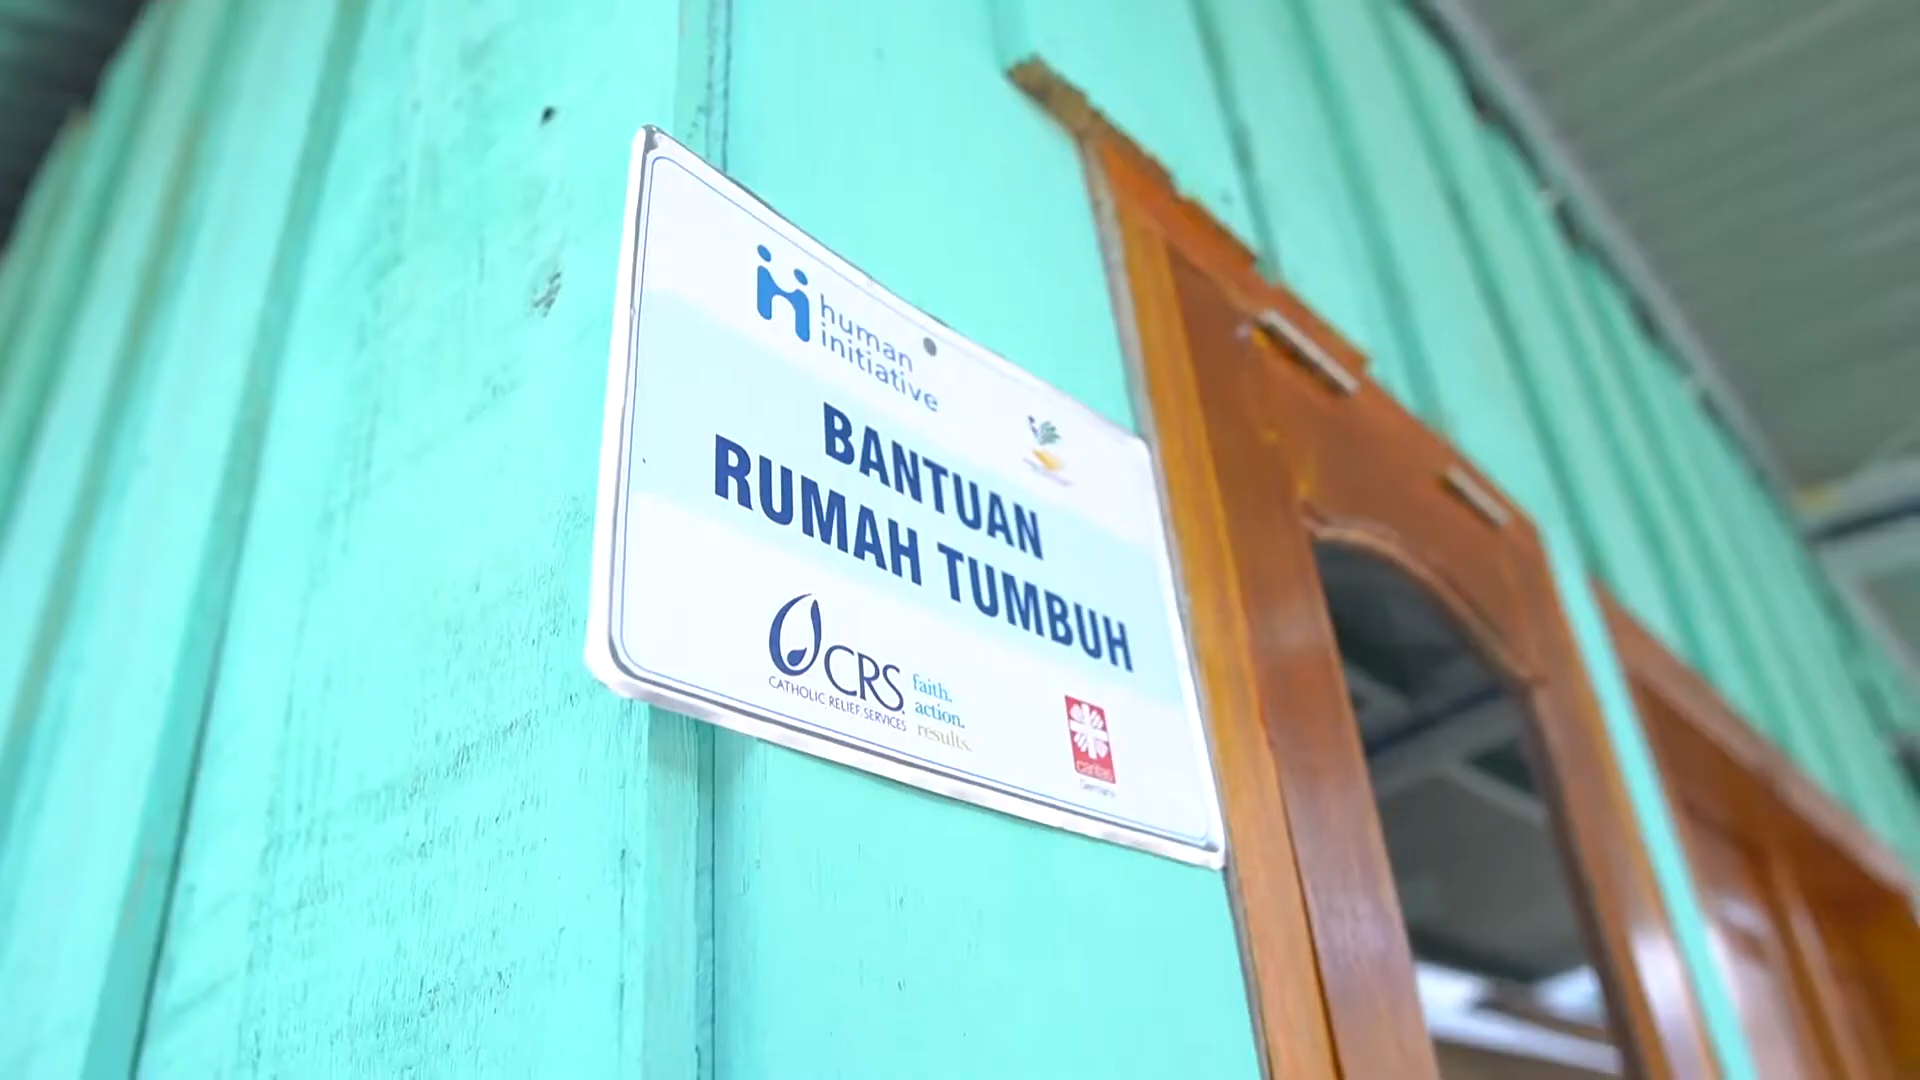 human
initiative
BANTUAN
RUMAH TUMBUH
CRS
CATHOLIC RELIEF SERVICES
faith.
action.
results.
caritas
Germany